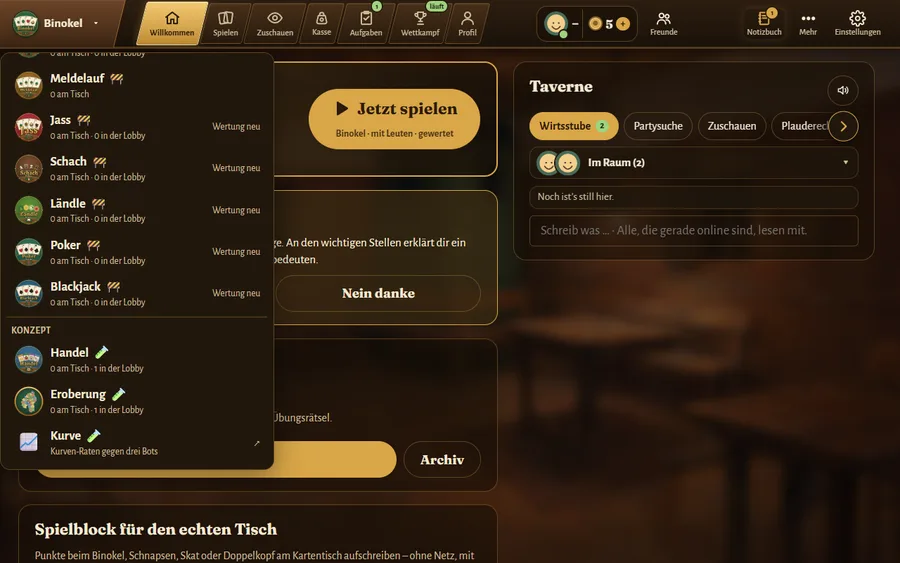 Binokel
Willkommen
Spielen
Zuschauen
Kasse
1
Aufgaben
läuft
Wettkampf
Profil
–
5
Freunde
1
Notizbuch
Mehr
Einstellungen
0 am Tisch · 0 in der Lobby
Meldelauf
0 am Tisch
Jass
0 am Tisch · 0 in der Lobby
Wertung neu
Schach
0 am Tisch · 0 in der Lobby
Wertung neu
Ländle
0 am Tisch · 0 in der Lobby
Wertung neu
Poker
0 am Tisch · 0 in der Lobby
Wertung neu
Blackjack
0 am Tisch · 0 in der Lobby
Wertung neu
KONZEPT
Handel
0 am Tisch · 1 in der Lobby
Eroberung
0 am Tisch · 1 in der Lobby
Kurve
Kurven-Raten gegen drei Bots
Jetzt spielen
Binokel · mit Leuten · gewertet
An den wichtigen Stellen erklärt dir ein
Nein danke
Übungsrätsel.
Archiv
Spielblock für den echten Tisch
Punkte beim Binokel, Schnapsen, Skat oder Doppelkopf am Kartentisch aufschreiben – ohne Netz, mit
Taverne
Wirtsstube 2
Partysuche
Zuschauen
Im Raum (2)
Noch ist's still hier.
Schreib was … · Alle, die gerade online sind, lesen mit.